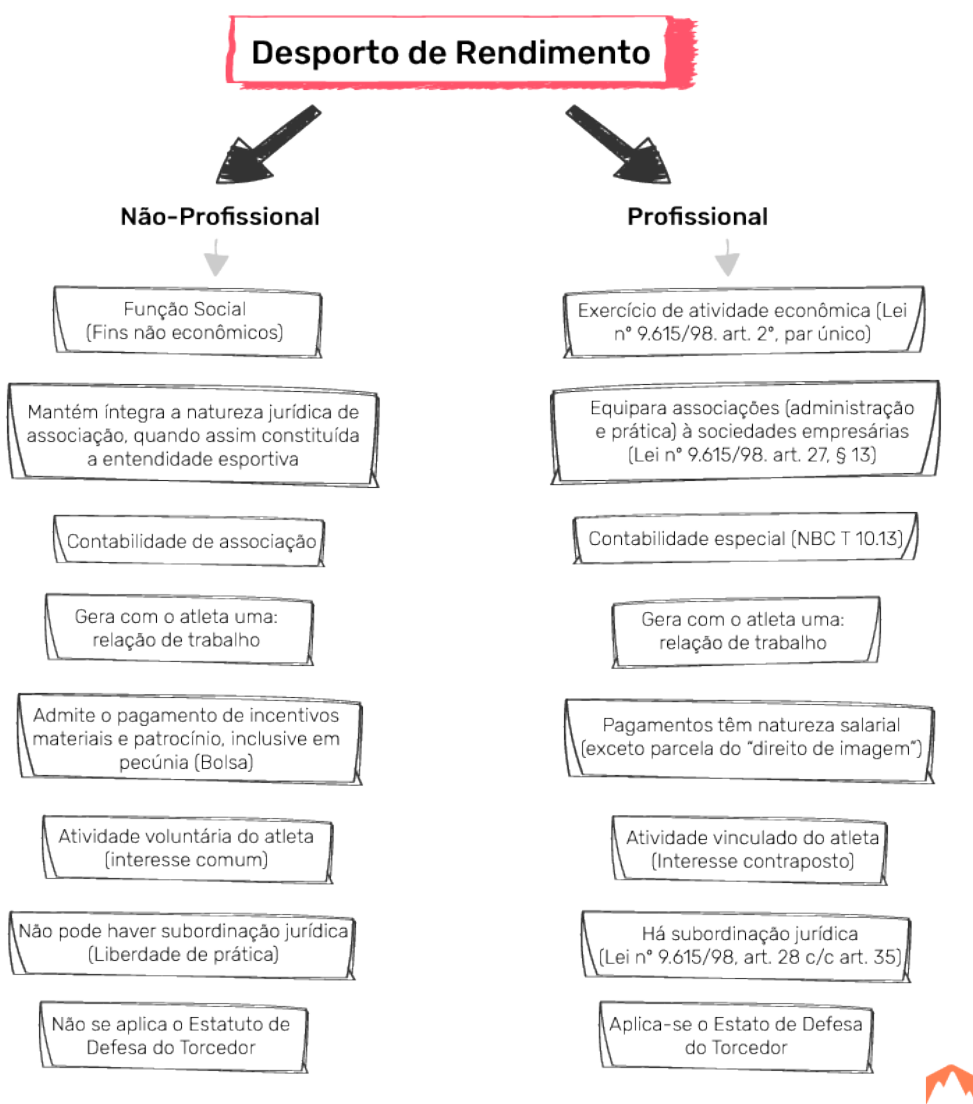 Desporto de Rendimento
Não-Profissional
Função Social
(Fins não econômicos)
Mantém íntegra a natureza jurídica de
associação, quando assim constituída
a entendidade esportiva
Contabilidade de associação
Gera com o atleta uma:
relação de trabalho
Admite o pagamento de incentivos
materiais e patrocínio, inclusive em
pecúnia (Bolsa)
Atividade voluntária do atleta
(interesse comum)
Não pode haver subordinação jurídica
(Liberdade de prática)
Não se aplica o Estatuto de
Defesa do Torcedor
Profissional
Exercício de atividade econômica (Lei
nº 9.615/98. art. 2º, par único)
Equipara associações (administração
e prática) à sociedades empresárias
(Lei nº 9.615/98. art. 27, § 13)
Contabilidade especial (NBC T 10.13)
Gera com o atleta uma:
relação de trabalho
Pagamentos têm natureza salarial
(exceto parcela do “direito de imagem”)
Atividade vinculado do atleta
(Interesse contraposto)
Há subordinação jurídica
(Lei nº 9.615/98, art. 28 c/c art. 35)
Aplica-se o Estato de Defesa
do Torcedor